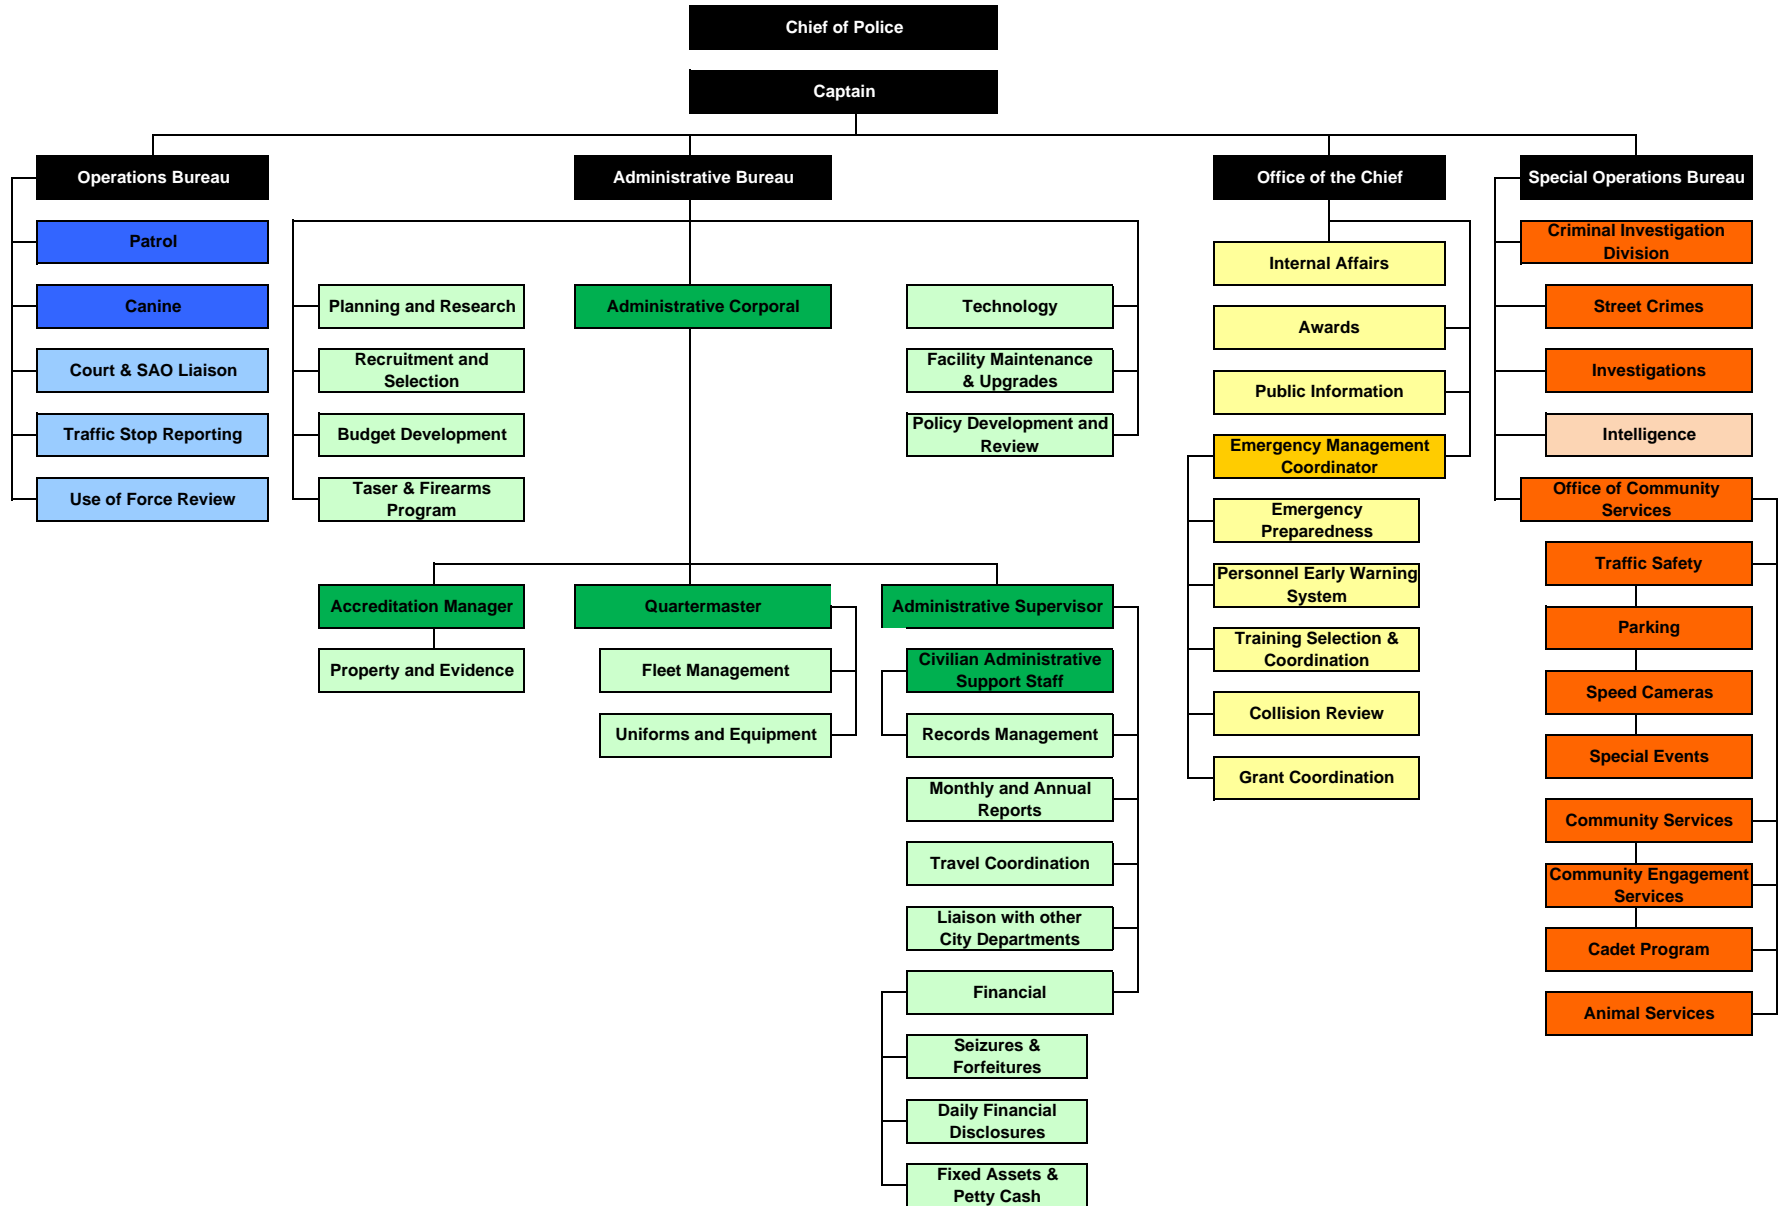 Chief of Police
Captain
Operations Bureau
Patrol
Canine
Court & SAO Liaison
Traffic Stop Reporting
Use of Force Review
Administrative Bureau
Planning and Research
Recruitment and
Selection
Budget Development
Taser & Firearms
Program
Administrative Corporal
Technology
Facility Maintenance
& Upgrades
Policy Development and
Review
Accreditation Manager
Property and Evidence
Quartermaster
Fleet Management
Uniforms and Equipment
Administrative Supervisor
Civilian Administrative
Support Staff
Records Management
Monthly and Annual
Reports
Travel Coordination
Liaison with other
City Departments
Financial
Seizures &
Forfeitures
Daily Financial
Disclosures
Fixed Assets &
Petty Cash
Office of the Chief
Internal Affairs
Awards
Public Information
Emergency Management
Coordinator
Emergency
Preparedness
Personnel Early Warning
System
Training Selection &
Coordination
Collision Review
Grant Coordination
Special Operations Bureau
Criminal Investigation
Division
Street Crimes
Investigations
Intelligence
Office of Community
Services
Traffic Safety
Parking
Speed Cameras
Special Events
Community Services
Community Engagement
Services
Cadet Program
Animal Services